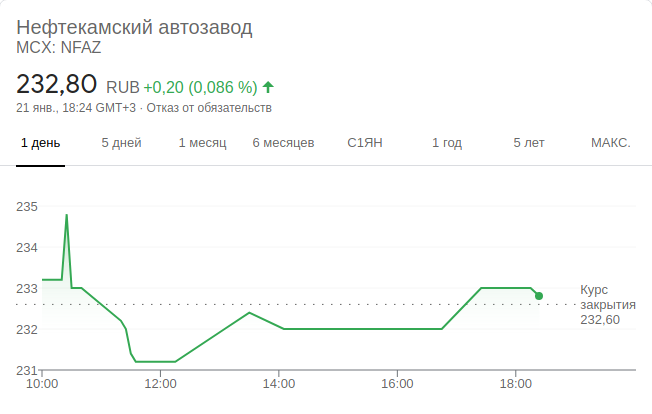 Нефтекамский автозавод
MCX: NFAZ
232,80 RUB +0,20 (0,086 %)
21 янв., 18:24 GMT+3 · Отказ от обязательств
1 день 5 дней 1 месяц 6 месяцев С1ЯН 1 год 5 лет МАКС.
235
234
233
232
231
Курс
закрытия
232,60
10:00 12:00 14:00 16:00 18:00